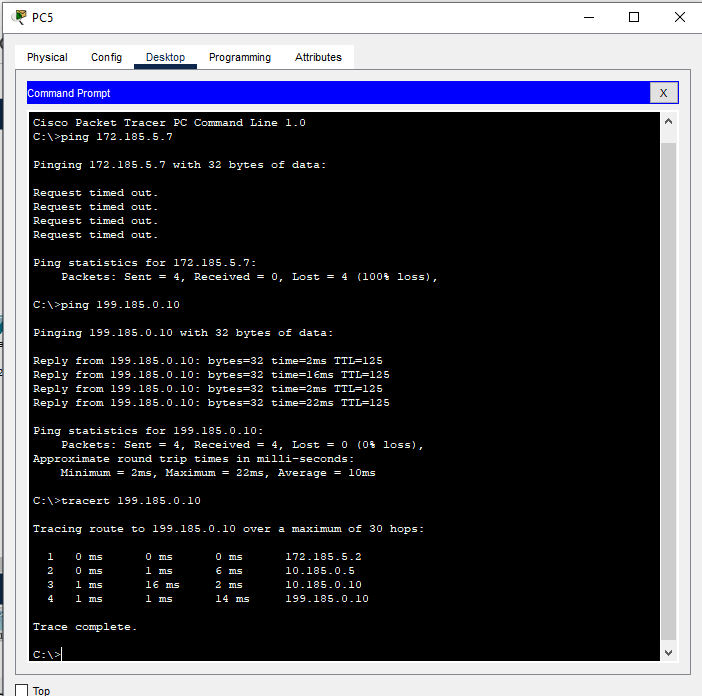 PC5
Physical Config Desktop Programming Attributes
Command Prompt
X
Cisco Packet Tracer PC Command Line 1.0
C:\>ping 172.185.5.7
Pinging 172.185.5.7 with 32 bytes of data:
Request timed out.
Request timed out.
Request timed out.
Request timed out.
Ping statistics for 172.185.5.7:
Packets: Sent = 4, Received = 0, Lost = 4 (100% loss),
C:\>ping 199.185.0.10
Pinging 199.185.0.10 with 32 bytes of data:
Reply from 199.185.0.10: bytes=32 time=2ms TTL=125
Reply from 199.185.0.10: bytes=32 time=16ms TTL=125
Reply from 199.185.0.10: bytes=32 time=2ms TTL=125
Reply from 199.185.0.10: bytes=32 time=22ms TTL=125
Ping statistics for 199.185.0.10:
Packets: Sent = 4, Received = 4, Lost = 0 (0% loss),
Approximate round trip times in milli-seconds:
Minimum = 2ms, Maximum = 22ms, Average = 10ms
C:\>tracert 199.185.0.10
Tracing route to 199.185.0.10 over a maximum of 30 hops:
1 0 ms 0 ms 0 ms 172.185.5.2
2 0 ms 1 ms 6 ms 10.185.0.5
3 1 ms 16 ms 2 ms 10.185.0.10
4 1 ms 1 ms 14 ms 199.185.0.10
Trace complete.
C:\>
Top